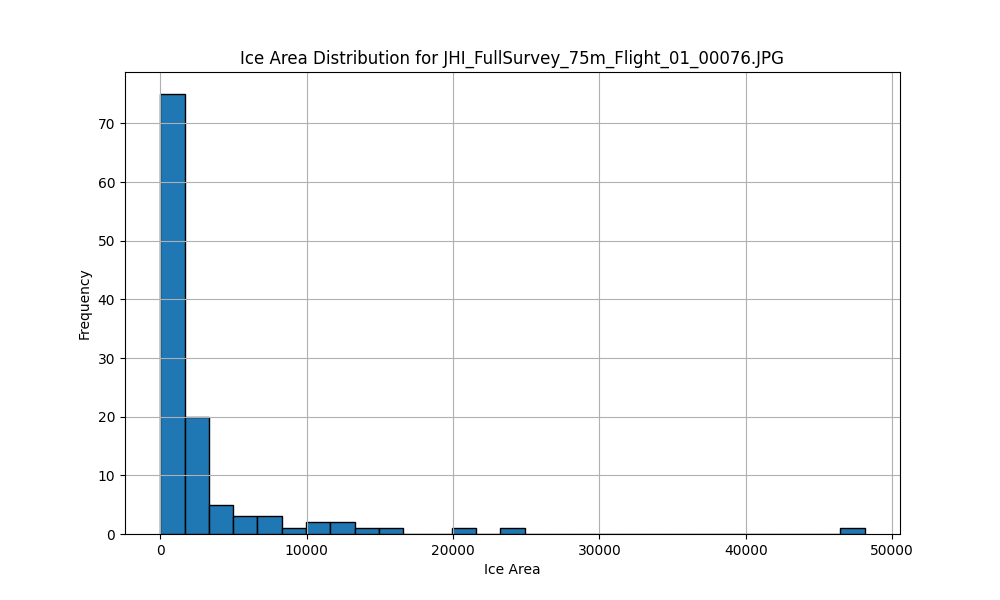 Ice Area Distribution for JHI_FullSurvey_75m_Flight_01_00076.JPG
Frequency
70
60
50
40
30
20
10
0
0 10000 20000 30000 40000 50000
Ice Area